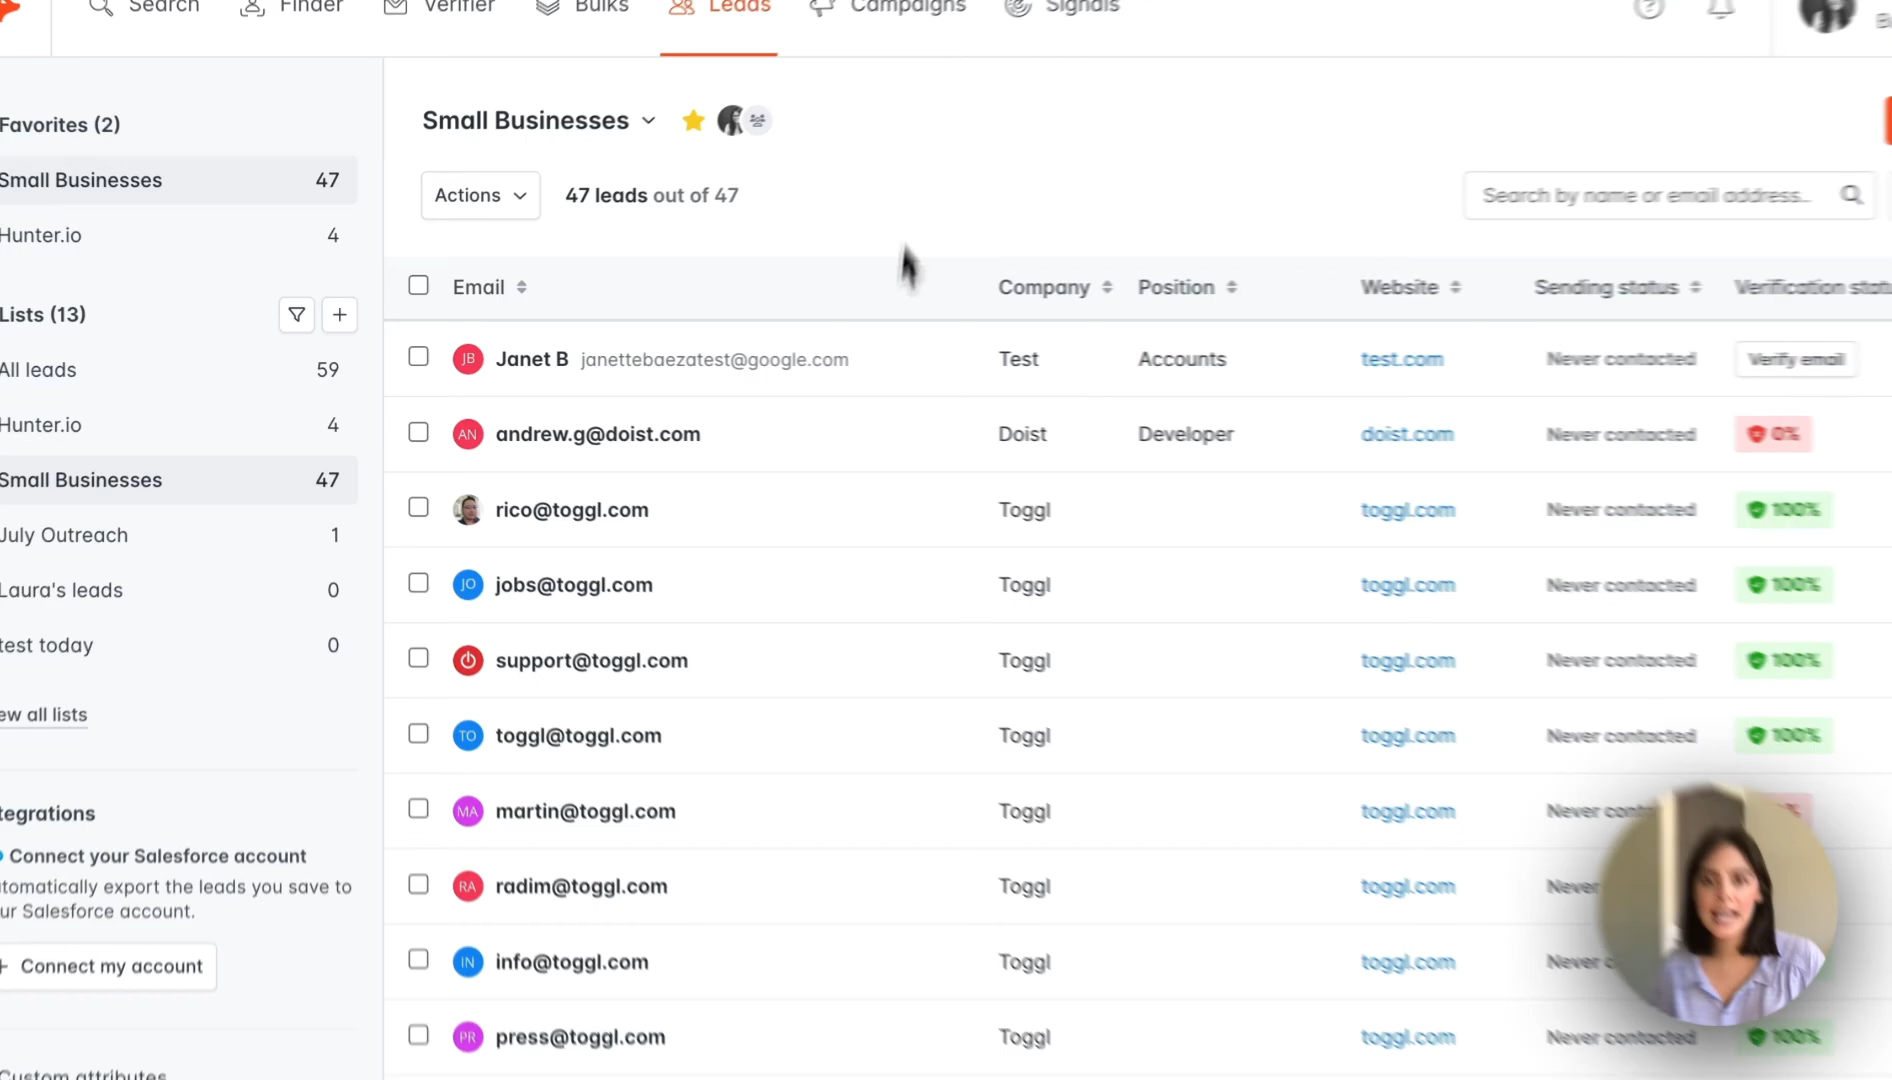 Search
Finder
Verifier
Bulks
Leads
Campaigns
Signals
Favorites (2)
Small Businesses 47
Hunter.io 4
Lists (13)
All leads 59
Hunter.io 4
Small Businesses 47
July Outreach 1
Laura's leads 0
test today 0
ew all lists
tegrations
Connect your Salesforce account
tomatically export the leads you save to
ur Salesforce account.
+ Connect my account
Custom attributes
Small Businesses
Actions
47 leads out of 47
Search by name or email address...
Email Company Position Website Sending status Verification statu
JB Janet B janettebaezatest@google.com Test Accounts test.com Never contacted Verify email
AN andrew.g@doist.com Doist Developer doist.com Never contacted 0%
rico@toggl.com Toggl toggl.com Never contacted 100%
JO jobs@toggl.com Toggl toggl.com Never contacted 100%
support@toggl.com Toggl toggl.com Never contacted 100%
TO toggl@toggl.com Toggl toggl.com Never contacted 100%
MA martin@toggl.com Toggl toggl.com Never conta
RA radim@toggl.com Toggl toggl.com Never
IN info@toggl.com Toggl toggl.com Never c
PR press@toggl.com Toggl toggl.com Never contacted 100%